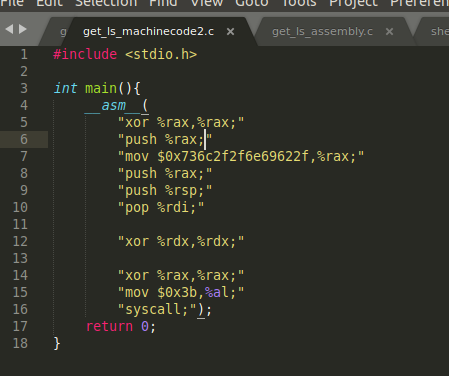 File Edit Selection Find View Goto Tools Project Preferen
g get_ls_machinecode2.c × get_ls_assembly.c × she
1 #include <stdio.h>
2
3 int main(){
4 __asm__(
5 "xor %rax,%rax;"
6 "push %rax;"
7 "mov $0x736c2f2f6e69622f,%rax;"
8 "push %rax;"
9 "push %rsp;"
10 "pop %rdi;"
11
12 "xor %rdx,%rdx;"
13
14 "xor %rax,%rax;"
15 "mov $0x3b,%al;"
16 "syscall;");
17 return 0;
18 }